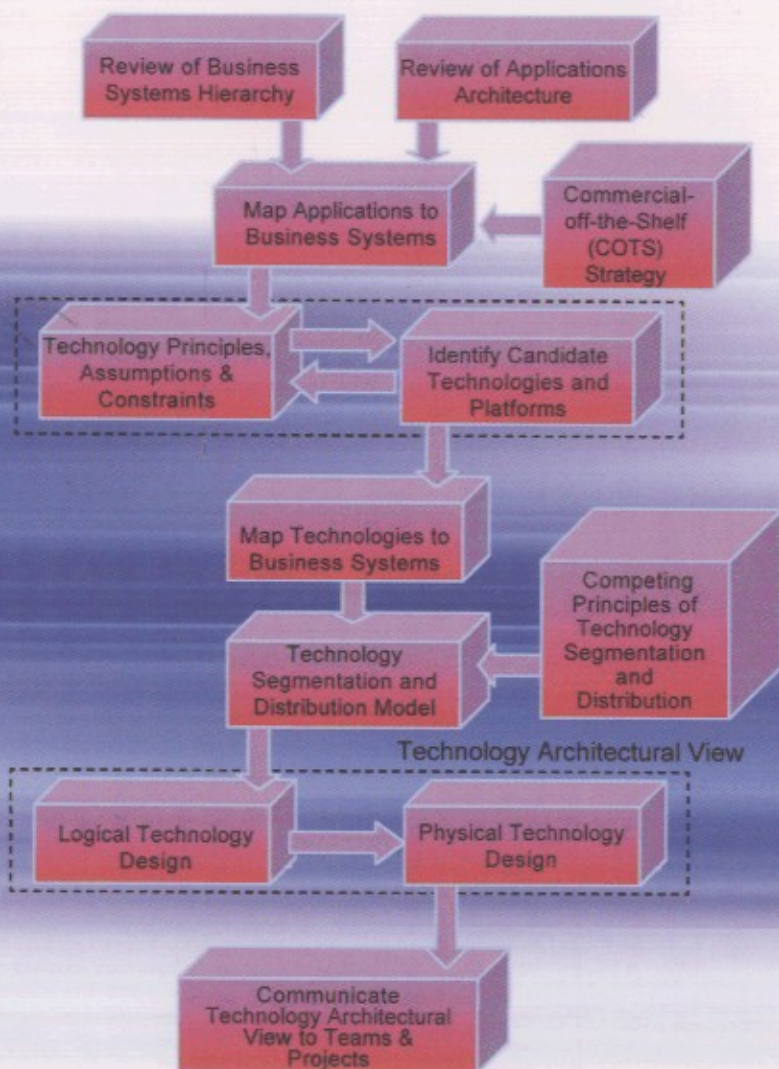 Review of Business
Systems Hierarchy
Review of Applications
Architecture
Map Applications to
Business Systems
Commercial-
off-the-Shelf
(COTS)
Strategy
Technology Principles,
Assumptions &
Constraints
Identify Candidate
Technologies and
Platforms
Map Technologies to
Business Systems
Competing
Principles of
Technology
Segmentation
and
Distribution
Technology
Segmentation and
Distribution Model
Technology Architectural View
Logical Technology
Design
Physical Technology
Design
Communicate
Technology Architectural
View to Teams &
Projects